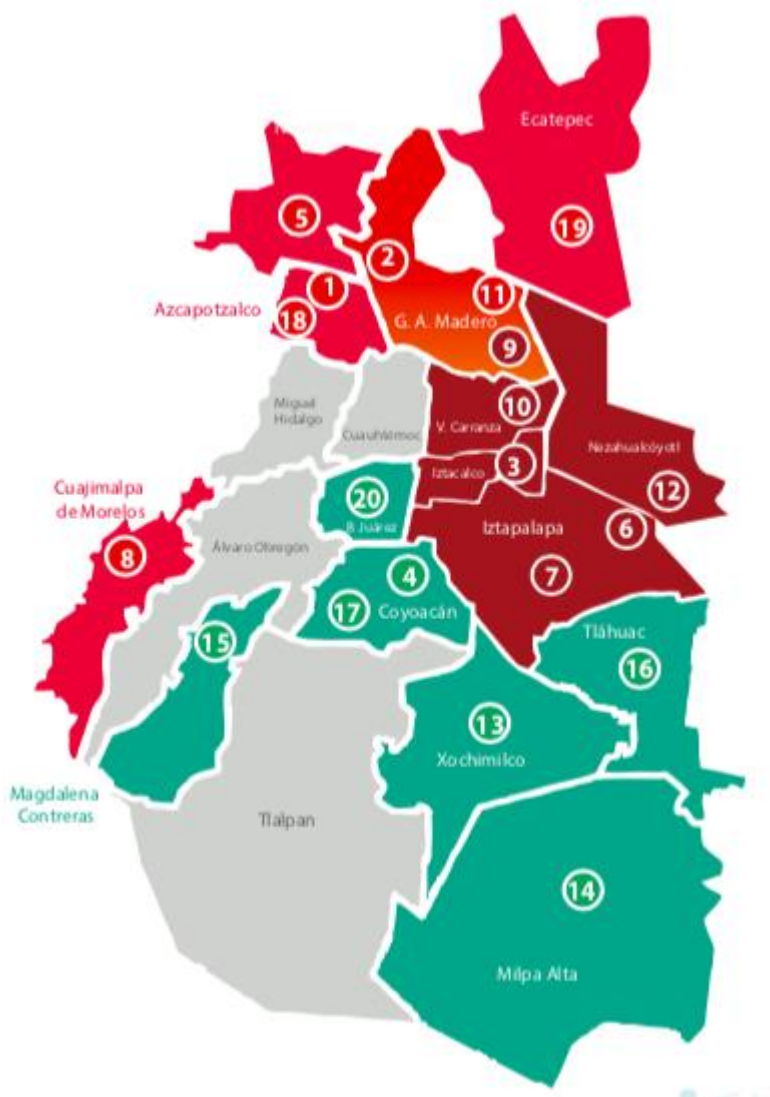 Ecatepec
5
19
2
1
11
Azcapotzalco
18
G. A. Madero
9
Miguel
Hidalgo
Cuauhtémoc
10
V. Carranza
Nezahualcóyotl
3
Iztacalco
Cuajimalpa
de Morelos
20
B. Juárez
12
6
Iztapalapa
8
Álvaro Obregón
4
7
17
Coyoacán
15
Tláhuac
16
13
Xochimilco
Magdalena
Contreras
Tlalpan
14
Milpa Alta